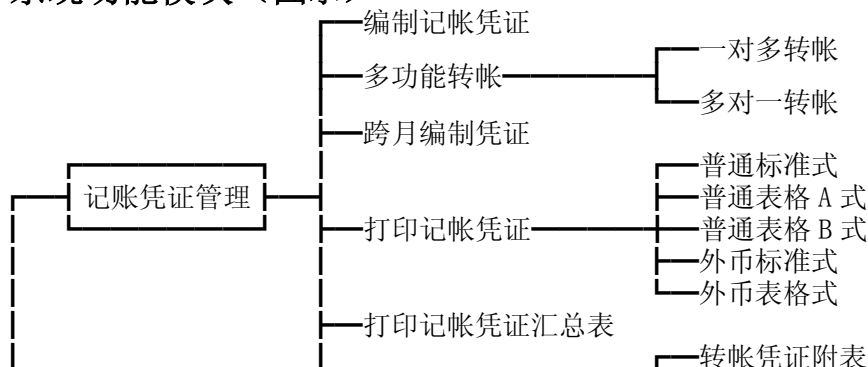 系统功能模块（图示）
编制记帐凭证
一对多转帐
多功能转帐
多对一转帐
跨月编制凭证
普通标准式
记账凭证管理
普通表格 A 式
打印记帐凭证
普通表格 B 式
外币标准式
外币表格式
打印记帐凭证汇总表
转帐凭证附表